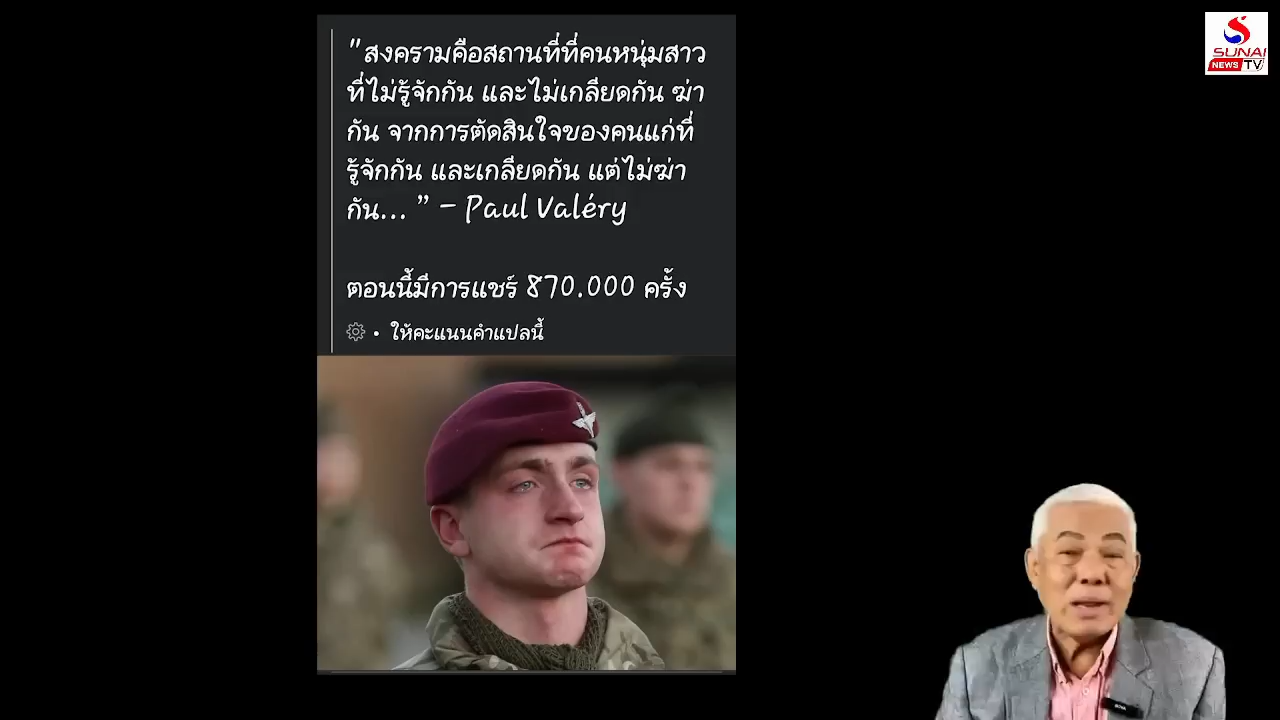 "สงครามคือสถานที่ที่คนหนุ่มสาว
ที่ไม่รู้จักกัน และไม่เกลียดกัน ฆ่า
กัน จากการตัดสินใจของคนแก่ที่
รู้จักกัน และเกลียดกัน แต่ไม่ฆ่า
กัน... ” – Paul Valéry
ตอนนี้มีการแชร์ 870.000 ครั้ง
• ให้คะแนนคำแปลนี้
SUNAI
NEWS TV
BOYA